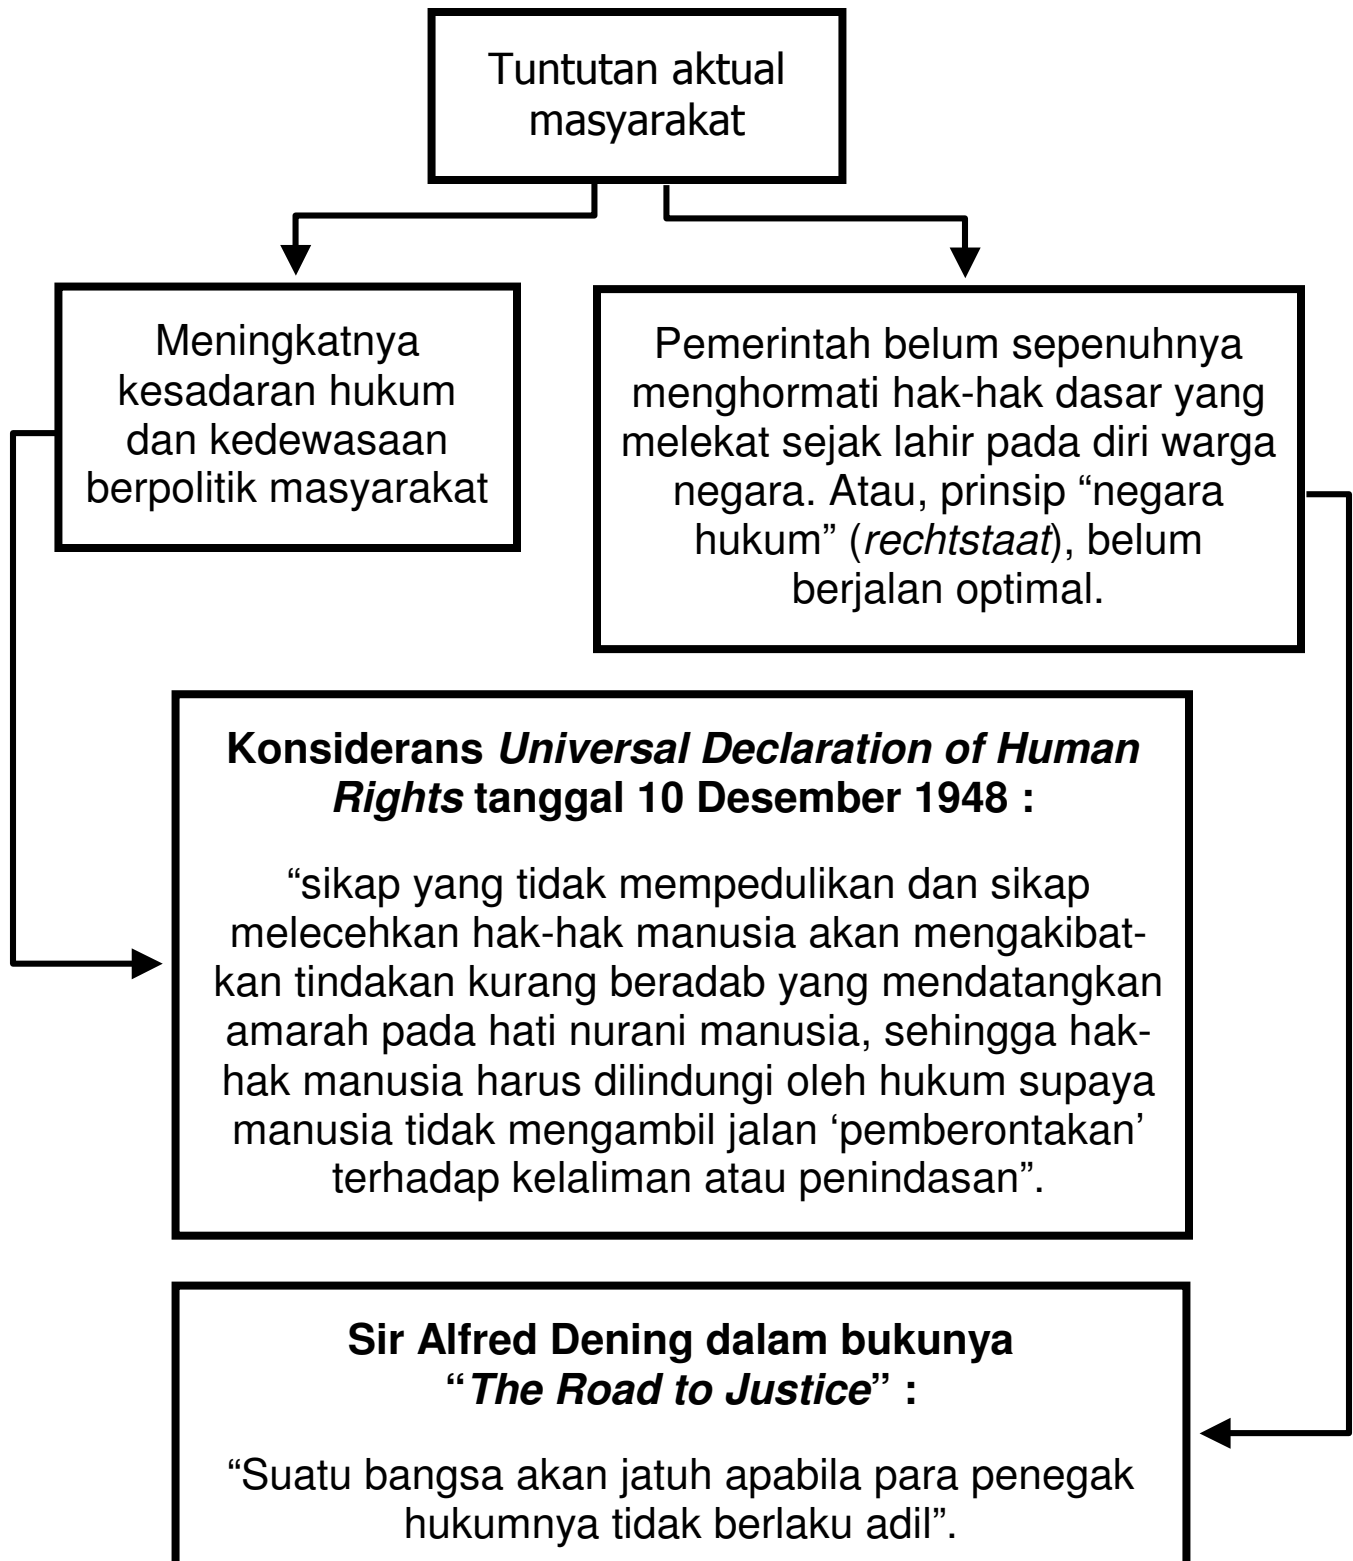 Tuntutan aktual
masyarakat
Meningkatnya
kesadaran hukum
dan kedewasaan
berpolitik masyarakat
Pemerintah belum sepenuhnya
menghormati hak-hak dasar yang
melekat sejak lahir pada diri warga
negara. Atau, prinsip “negara
hukum” (rechtstaat), belum
berjalan optimal.
Konsiderans Universal Declaration of Human
Rights tanggal 10 Desember 1948 :
“sikap yang tidak mempedulikan dan sikap
melecehkan hak-hak manusia akan mengakibat-
kan tindakan kurang beradab yang mendatangkan
amarah pada hati nurani manusia, sehingga hak-
hak manusia harus dilindungi oleh hukum supaya
manusia tidak mengambil jalan ‘pemberontakan’
terhadap kelaliman atau penindasan”.
Sir Alfred Dening dalam bukunya
“The Road to Justice” :
“Suatu bangsa akan jatuh apabila para penegak
hukumnya tidak berlaku adil”.